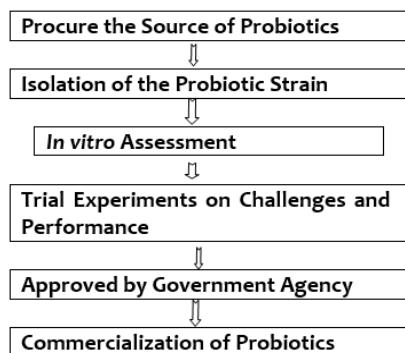 Procure the Source of Probiotics
Isolation of the Probiotic Strain
In vitro Assessment
Trial Experiments on Challenges and
Performance
Approved by Government Agency
Commercialization of Probiotics